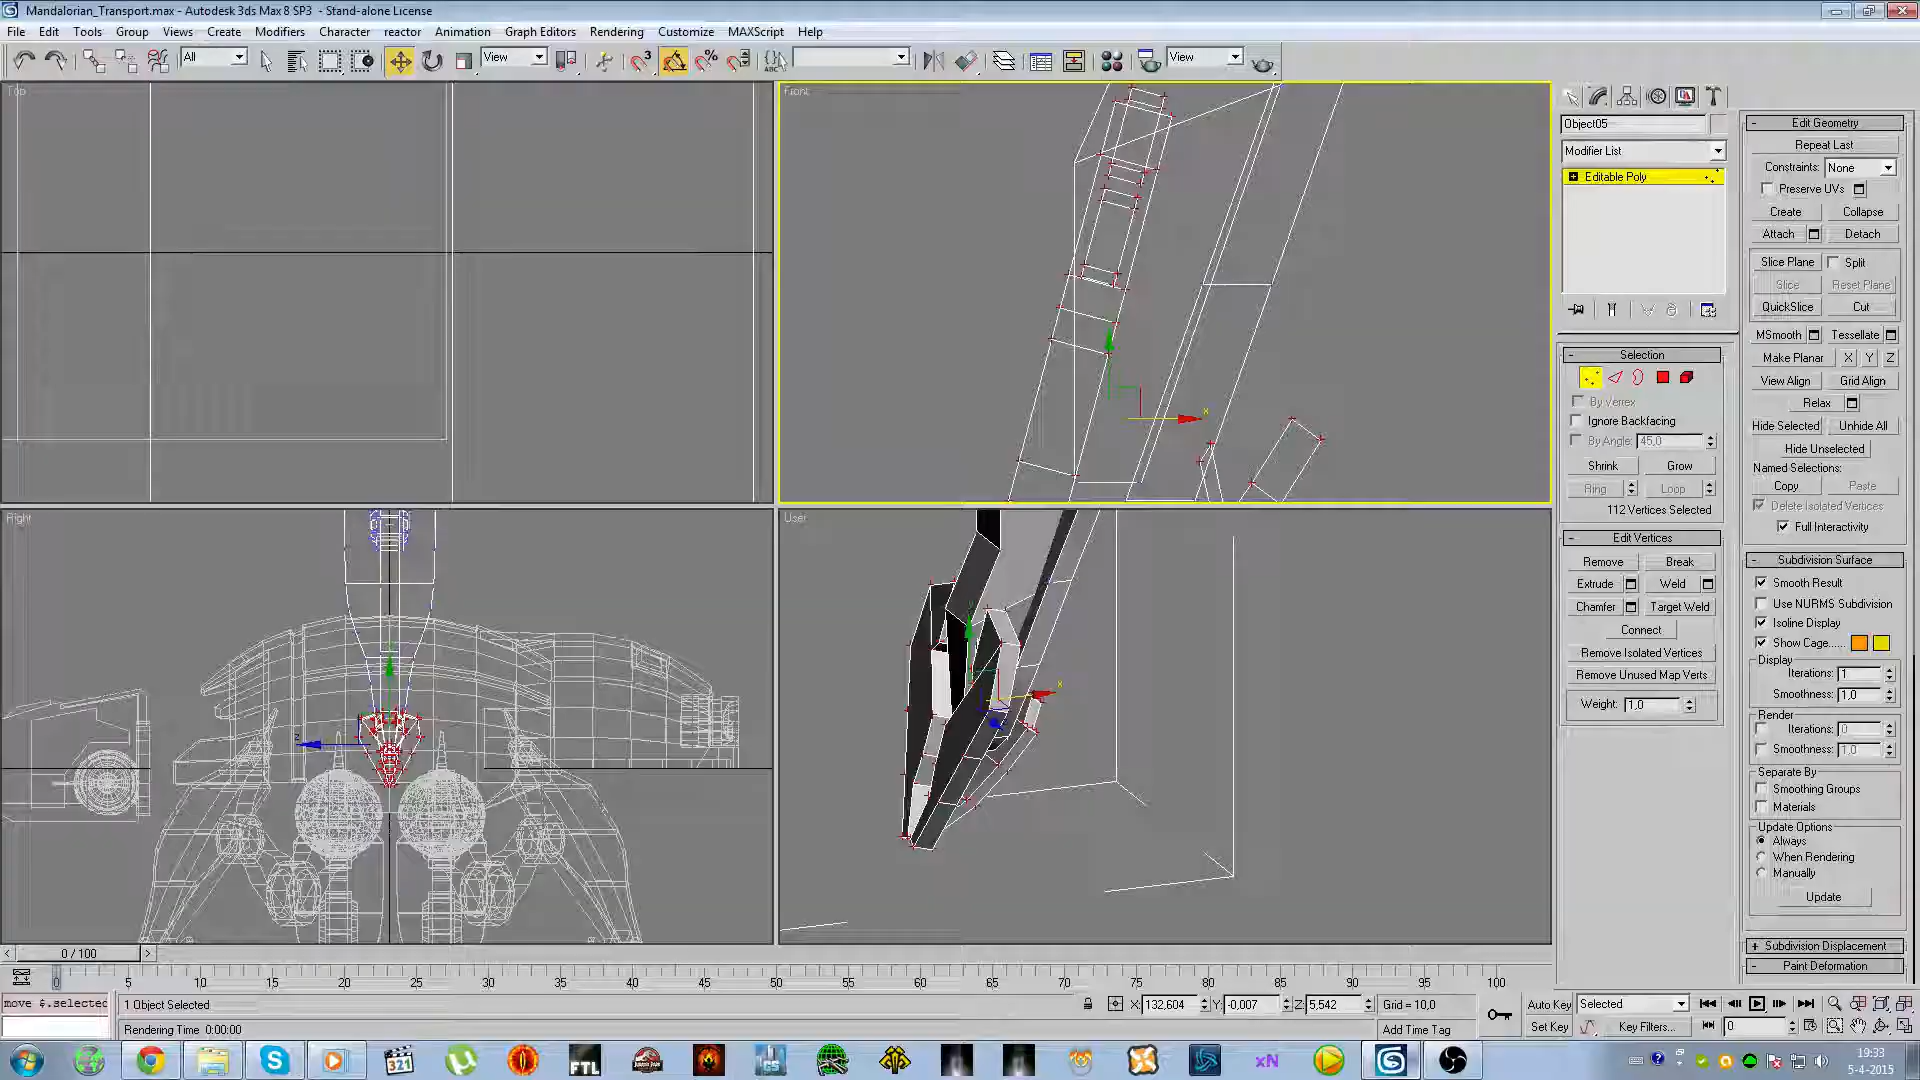 Mandalorian_Transport.max - Autodesk 3ds Max 8 SP3 - Stand-alone License
File Edit Tools Group Views Create Modifiers Character reactor Animation Graph Editors Rendering Customize MAXScript Help
All View View
Top
Front
Right
User
Object05
Modifier List
Editable Poly
Selection
By Vertex
Ignore Backfacing
By Angle: 45,0
Shrink Grow
Ring Loop
112 Vertices Selected
Edit Vertices
Remove Break
Extrude Weld
Chamfer Target Weld
Connect
Remove Isolated Vertices
Remove Unused Map Verts
Weight: 1,0
Edit Geometry
Repeat Last
Constraints: None
Preserve UVs
Create Collapse
Attach Detach
Slice Plane Split
Slice Reset Plane
QuickSlice Cut
MSmooth Tessellate
Make Planar X Y Z
View Align Grid Align
Relax
Hide Selected Unhide All
Hide Unselected
Named Selections:
Copy Paste
Delete Isolated Vertices
Full Interactivity
Subdivision Surface
Smooth Result
Use NURMS Subdivision
Isoline Display
Show Cage......
Display
Iterations: 1
Smoothness: 1,0
Render
Iterations: 0
Smoothness: 1,0
Separate By
Smoothing Groups
Materials
Update Options
Always
When Rendering
Manually
Update
Subdivision Displacement
Paint Deformation
0 / 100
0 5 10 15 20 25 30 35 40 45 50 55 60 65 70 75 80 85 90 95 100
move $.selected
1 Object Selected
X: 132,604 Y: -0,007 Z: 5,542 Grid = 10,0
Auto Key Selected
Rendering Time 0:00:00
Add Time Tag
Set Key Key Filters... 0
FTL
321
xN
19:33
5-4-2015